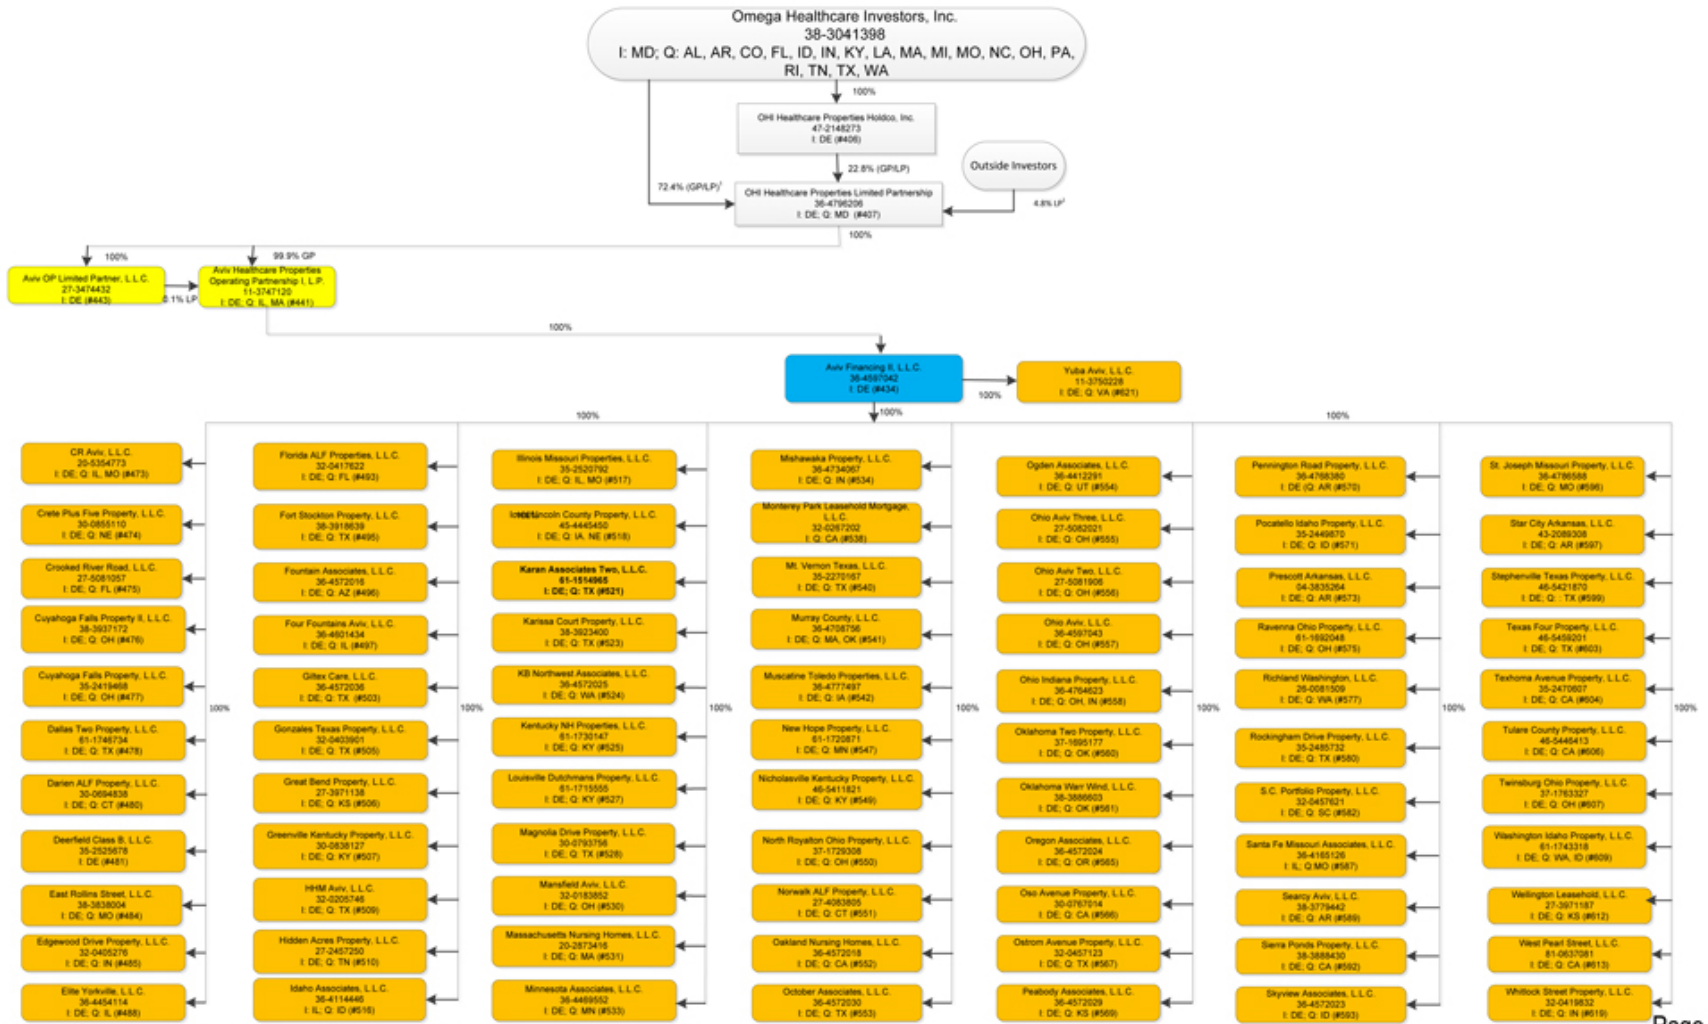 Omega Healthcare Investors, Inc.
38-3041398
I: MD; Q: AL, AR, CO, FL, ID, IN, KY, LA, MA, MI, MO, NC, OH, PA,
RI, TN, TX, WA
100%
OHI Healthcare Properties Holdco, Inc.
47-2148273
I: DE (#406)
22.8% (GP/LP)
Outside Investors
72.4% (GP/LP)¹
OHI Healthcare Properties Limited Partnership
36-4796206
I: DE; Q: MD (#407)
4.8% LP²
100%
100%
99.9% GP
Aviv OP Limited Partner, L.L.C.
27-3474432
I: DE (#443)
0.1% LP
Aviv Healthcare Properties
Operating Partnership I, L.P.
11-3747120
I: DE; Q: IL, MA (#441)
100%
Aviv Financing II, L.L.C.
36-4597042
I: DE (#434)
100%
Yuba Aviv, L.L.C.
11-3750228
I: DE; Q: VA (#621)
100%
100%
100%
CR Aviv, L.L.C.
20-5354773
I: DE; Q: IL, MO (#473)
Crete Plus Five Property, L.L.C.
30-0855110
I: DE; Q: NE (#474)
Crooked River Road, L.L.C.
27-5081057
I: DE; Q: FL (#475)
Cuyahoga Falls Property II, L.L.C.
38-3937172
I: DE; Q: OH (#476)
Cuyahoga Falls Property, L.L.C.
35-2419468
I: DE; Q: OH (#477)
Dallas Two Property, L.L.C.
61-1746734
I: DE; Q: TX (#478)
Darien ALF Property, L.L.C.
30-0694838
I: DE; Q: CT (#480)
Deerfield Class B, L.L.C.
35-2525678
I: DE (#481)
East Rollins Street, L.L.C.
38-3838004
I: DE; Q: MO (#484)
Edgewood Drive Property, L.L.C.
32-0405276
I: DE; Q: IN (#485)
Elite Yorkville, L.L.C.
36-4454114
I: DE; Q: IL (#488)
100%
Florida ALF Properties, L.L.C.
32-0417622
I: DE; Q: FL (#493)
Fort Stockton Property, L.L.C.
38-3918639
I: DE; Q: TX (#495)
Fountain Associates, L.L.C.
36-4572016
I: DE; Q: AZ (#496)
Four Fountains Aviv, L.L.C.
36-4601434
I: DE; Q: IL (#497)
Giltex Care, L.L.C.
36-4572036
I: DE; Q: TX (#503)
Gonzales Texas Property, L.L.C.
32-0403901
I: DE; Q: TX (#505)
Great Bend Property, L.L.C.
27-3971138
I: DE; Q: KS (#506)
Greenville Kentucky Property, L.L.C.
30-0838127
I: DE; Q: KY (#507)
HHM Aviv, L.L.C.
32-0205746
I: DE; Q: TX (#509)
Hidden Acres Property, L.L.C.
27-2457250
I: DE; Q: TN (#510)
Idaho Associates, L.L.C.
36-4114446
I: IL; Q: ID (#516)
100%
Illinois Missouri Properties, L.L.C.
35-2520792
I: DE; Q: IL, MO (#517)
Lincoln County Property, L.L.C.
45-4445450
I: DE; Q: IA, NE (#518)
Karan Associates Two, L.L.C.
61-1514965
I: DE; Q: TX (#521)
Karissa Court Property, L.L.C.
38-3923400
I: DE; Q: TX (#523)
KB Northwest Associates, L.L.C.
36-4572025
I: DE; Q: WA (#524)
Kentucky NH Properties, L.L.C.
61-1730147
I: DE; Q: KY (#525)
Louisville Dutchmans Property, L.L.C.
61-1715555
I: DE; Q: KY (#527)
Magnolia Drive Property, L.L.C.
30-0793756
I: DE; Q: TX (#528)
Mansfield Aviv, L.L.C.
32-0183852
I: DE; Q: OH (#530)
Massachusetts Nursing Homes, L.L.C.
20-2873416
I: DE; Q: MA (#531)
Minnesota Associates, L.L.C.
36-4469552
I: DE; Q: MN (#533)
100%
Mishawaka Property, L.L.C.
36-4734067
I: DE; Q: IN (#534)
Monterey Park Leasehold Mortgage,
L.L.C.
32-0267202
I: Q: CA (#538)
Mt. Vernon Texas, L.L.C.
35-2270167
I: DE; Q: TX (#540)
Murray County, L.L.C.
36-4708756
I: DE; Q: MA, OK (#541)
Muscatine Toledo Properties, L.L.C.
36-4777497
I: DE; Q: IA (#542)
New Hope Property, L.L.C.
61-1720871
I: DE; Q: MN (#547)
Nicholasville Kentucky Property, L.L.C.
46-5411821
I: DE; Q: KY (#549)
North Royalton Ohio Property, L.L.C.
37-1729308
I: DE; Q: OH (#550)
Norwalk ALF Property, L.L.C.
27-4083805
I: DE; Q: CT (#551)
Oakland Nursing Homes, L.L.C.
36-4572018
I: DE; Q: CA (#552)
October Associates, L.L.C.
36-4572030
I: DE; Q: TX (#553)
100%
Ogden Associates, L.L.C.
36-4412291
I: DE; Q: UT (#554)
Ohio Aviv Three, L.L.C.
27-5082021
I: DE; Q: OH (#555)
Ohio Aviv Two, L.L.C.
27-5081906
I: DE; Q: OH (#556)
Ohio Aviv, L.L.C.
36-4597043
I: DE; Q: OH (#557)
Ohio Indiana Property, L.L.C.
36-4764623
I: DE; Q: OH, IN (#558)
Oklahoma Two Property, L.L.C.
37-1695177
I: DE; Q: OK (#560)
Oklahoma Warr Wind, L.L.C.
38-3886603
I: DE; Q: OK (#561)
Oregon Associates, L.L.C.
36-4572024
I: DE; Q: OR (#565)
Oso Avenue Property, L.L.C.
30-0767014
I: DE; Q: CA (#566)
Ostrom Avenue Property, L.L.C.
32-0457123
I: DE; Q: TX (#567)
Peabody Associates, L.L.C.
36-4572029
I: DE; Q: KS (#569)
100%
Pennington Road Property, L.L.C.
36-4768380
I: DE (Q: AR (#570)
Pocatello Idaho Property, L.L.C.
35-2449870
I: DE; Q: ID (#571)
Prescott Arkansas, L.L.C.
04-3835264
I: DE; Q: AR (#573)
Ravenna Ohio Property, L.L.C.
61-1692048
I: DE; Q: OH (#575)
Richland Washington, L.L.C.
26-0081509
I: DE; Q: WA (#577)
Rockingham Drive Property, L.L.C.
35-2485732
I: DE; Q: TX (#580)
S.C. Portfolio Property, L.L.C.
32-0457621
I: DE; Q: SC (#582)
Santa Fe Missouri Associates, L.L.C.
36-4165126
I: IL; Q:MO (#587)
Searcy Aviv, L.L.C.
38-3779442
I: DE; Q: AR (#589)
Sierra Ponds Property, L.L.C.
38-3888430
I: DE; Q: CA (#592)
Skyview Associates, L.L.C.
36-4572023
I: DE; Q: ID (#593)
100%
St. Joseph Missouri Property, L.L.C.
36-4786588
I: DE; Q: MO (#596)
Star City Arkansas, L.L.C.
43-2089308
I: DE; Q: AR (#597)
Stephenville Texas Property, L.L.C.
46-5421870
I: DE; Q: : TX (#599)
Texas Four Property, L.L.C.
46-5459201
I: DE; Q: TX (#603)
Texhoma Avenue Property, L.L.C.
35-2470607
I: DE; Q: CA (#604)
Tulare County Property, L.L.C.
46-5446413
I: DE; Q: CA (#606)
Twinsburg Ohio Property, L.L.C.
37-1763327
I: DE; Q: OH (#607)
Washington Idaho Property, L.L.C.
61-1743318
I: DE; Q: WA, ID (#609)
Wellington Leasehold, L.L.C.
27-3971187
I: DE; Q: KS (#612)
West Pearl Street, L.L.C.
81-0637081
I: DE; Q: CA (#613)
Whitlock Street Property, L.L.C.
32-0419832
I: DE; Q: IN (#619)
100%